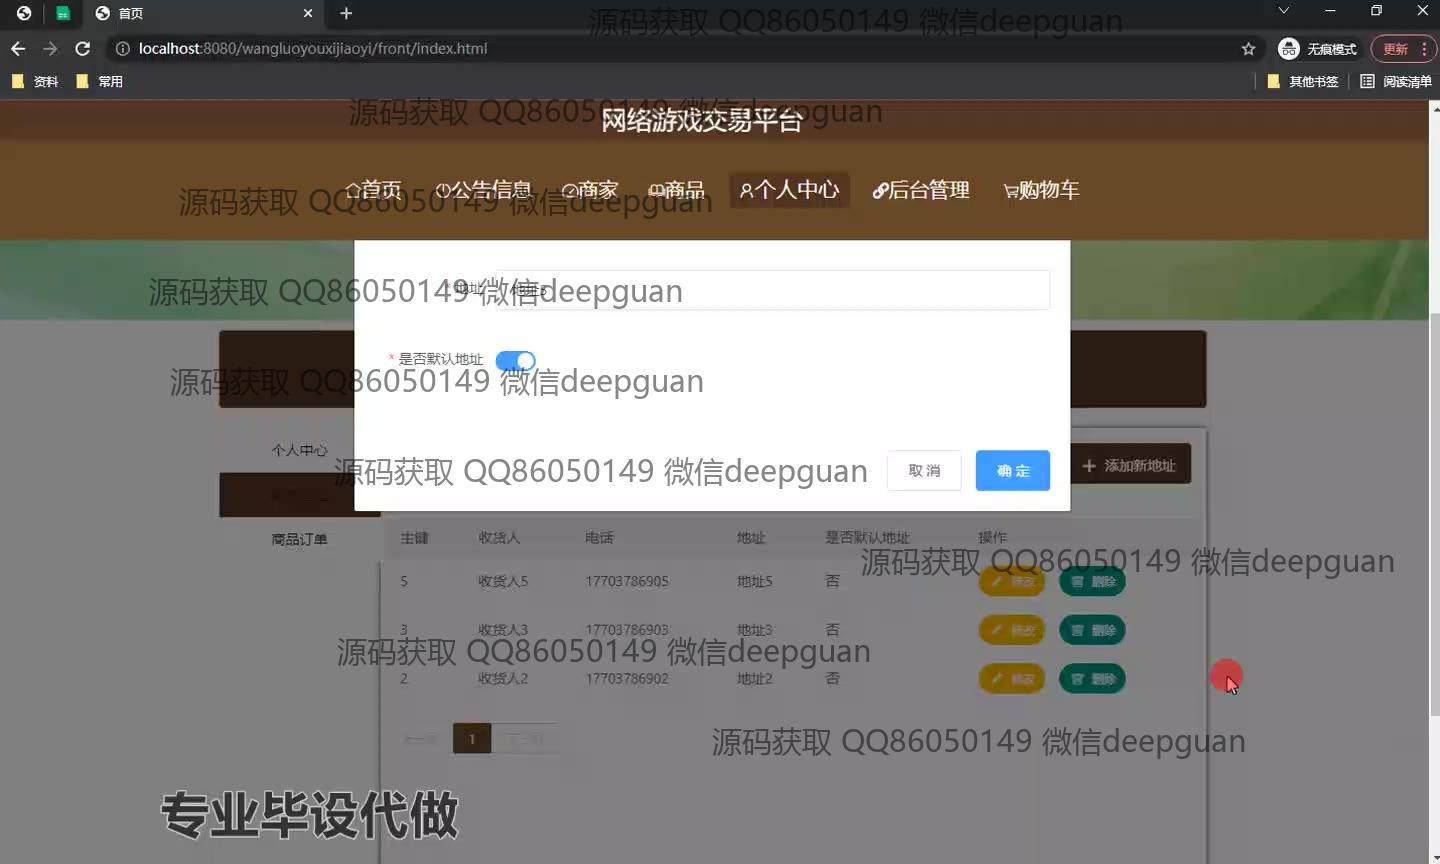 首页
源码获取 QQ86050149 微信deepguan
localhost:8080/wangluoyouxijiaoyi/front/index.html
无痕模式
更新
资料
常用
其他书签
阅读清单
源码获取 QQ86050149 微信deepguan
网络游戏交易平台
首页
公告信息
商家
商品
个人中心
后台管理
购物车
源码获取 QQ86050149 微信deepguan
* 地址
源码获取 QQ86050149 微信deepguan
* 是否默认地址
源码获取 QQ86050149 微信deepguan
个人中心
源码获取 QQ86050149 微信deepguan
取 消
确 定
添加新地址
商品订单
主键 收货人 电话 地址 是否默认地址 操作
源码获取 QQ86050149 微信deepguan
5 收货人5 17703786905 地址5 否 修改 删除
3 收货人3 17703786903 地址3 否 修改 删除
源码获取 QQ86050149 微信deepguan
2 收货人2 17703786902 地址2 否 修改 删除
1
源码获取 QQ86050149 微信deepguan
专业毕设代做